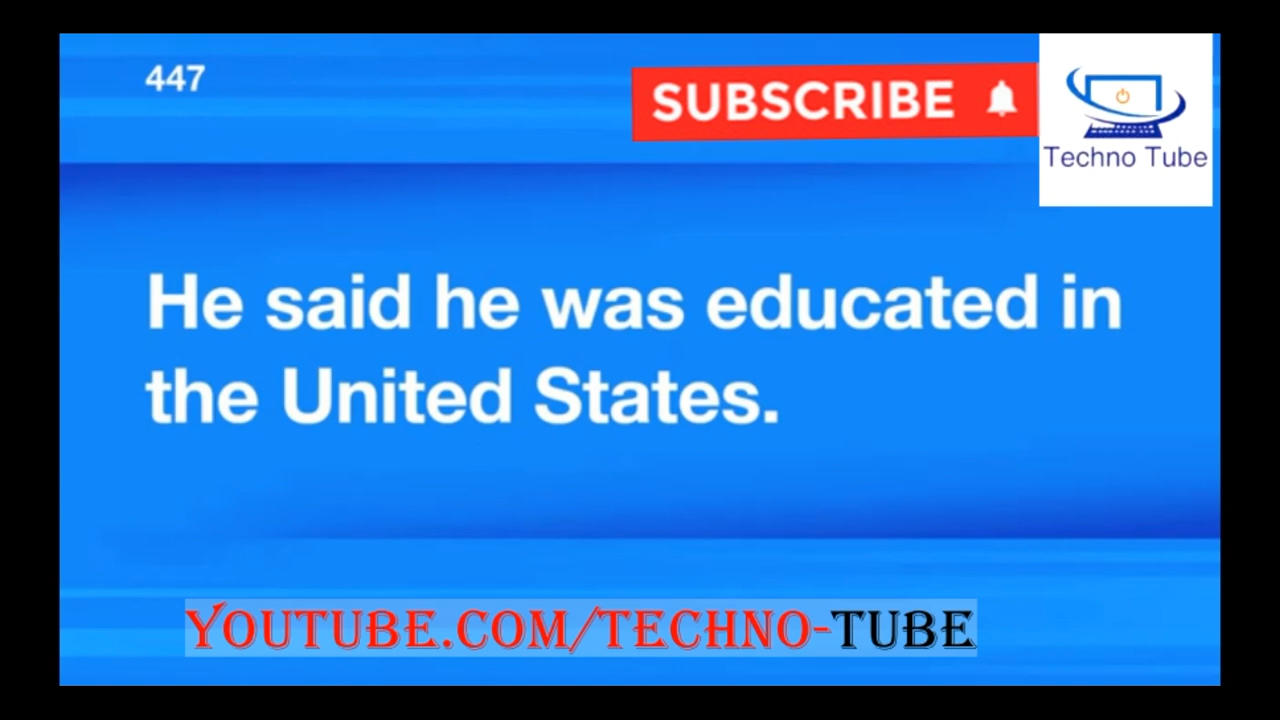 447
SUBSCRIBE
Techno Tube
He said he was educated in
the United States.
YOUTUBE.COM/TECHNO-TUBE